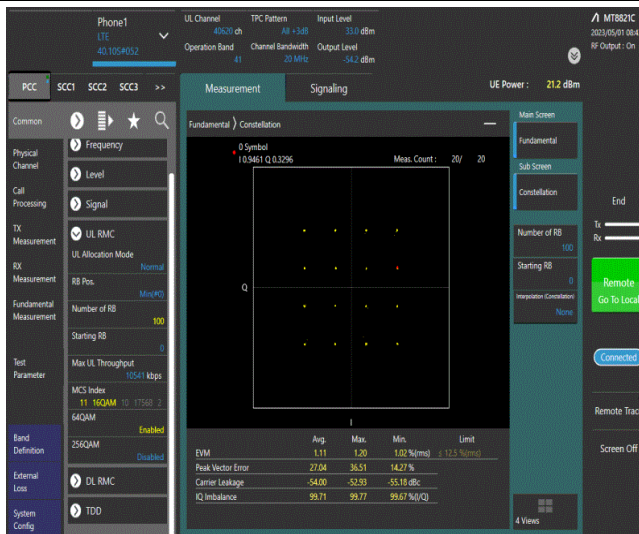 Phone1
LTE
40,105#052
UL Channel
40620 ch
TPC Pattern
All +3dB
Input Level
33.0 dBm
Operation Band
41
Channel Bandwidth
20 MHz
Output Level
-54.2 dBm
MT8821C
2023/05/01 08:4
RF Output : On
PCC
SCC1
SCC2
SCC3
>>
Measurement
Signaling
UE Power :
21.2 dBm
Common
Physical
Channel
Call
Processing
TX
Measurement
RX
Measurement
Fundamental
Measurement
Test
Parameter
Band
Definition
External
Loss
System
Config
Frequency
Level
Signal
UL RMC
UL Allocation Mode
Normal
RB Pos.
Min(#0)
Number of RB
100
Starting RB
0
Max UL Throughput
10541 kbps
MCS Index
11 16QAM 10 17568 2
64QAM
Enabled
256QAM
Disabled
DL RMC
TDD
Fundamental
Constellation
0 Symbol
I 0.9461 Q 0.3296
Meas. Count : 20/ 20
Q
I
Avg. Max. Min. Limit
EVM 1.11 1.20 1.02 %(rms) ≤ 12.5 %(rms)
Peak Vector Error 27.04 36.51 14.27 %
Carrier Leakage -54.00 -52.93 -55.18 dBc
IQ Imbalance 99.71 99.77 99.67 %(I/Q)
Main Screen
Fundamental
Sub Screen
Constellation
Number of RB
100
Starting RB
0
Interpolation (Constellation)
None
4 Views
End
Tx
Rx
Remote
Go To Local
Connected
Remote Trac
Screen Off